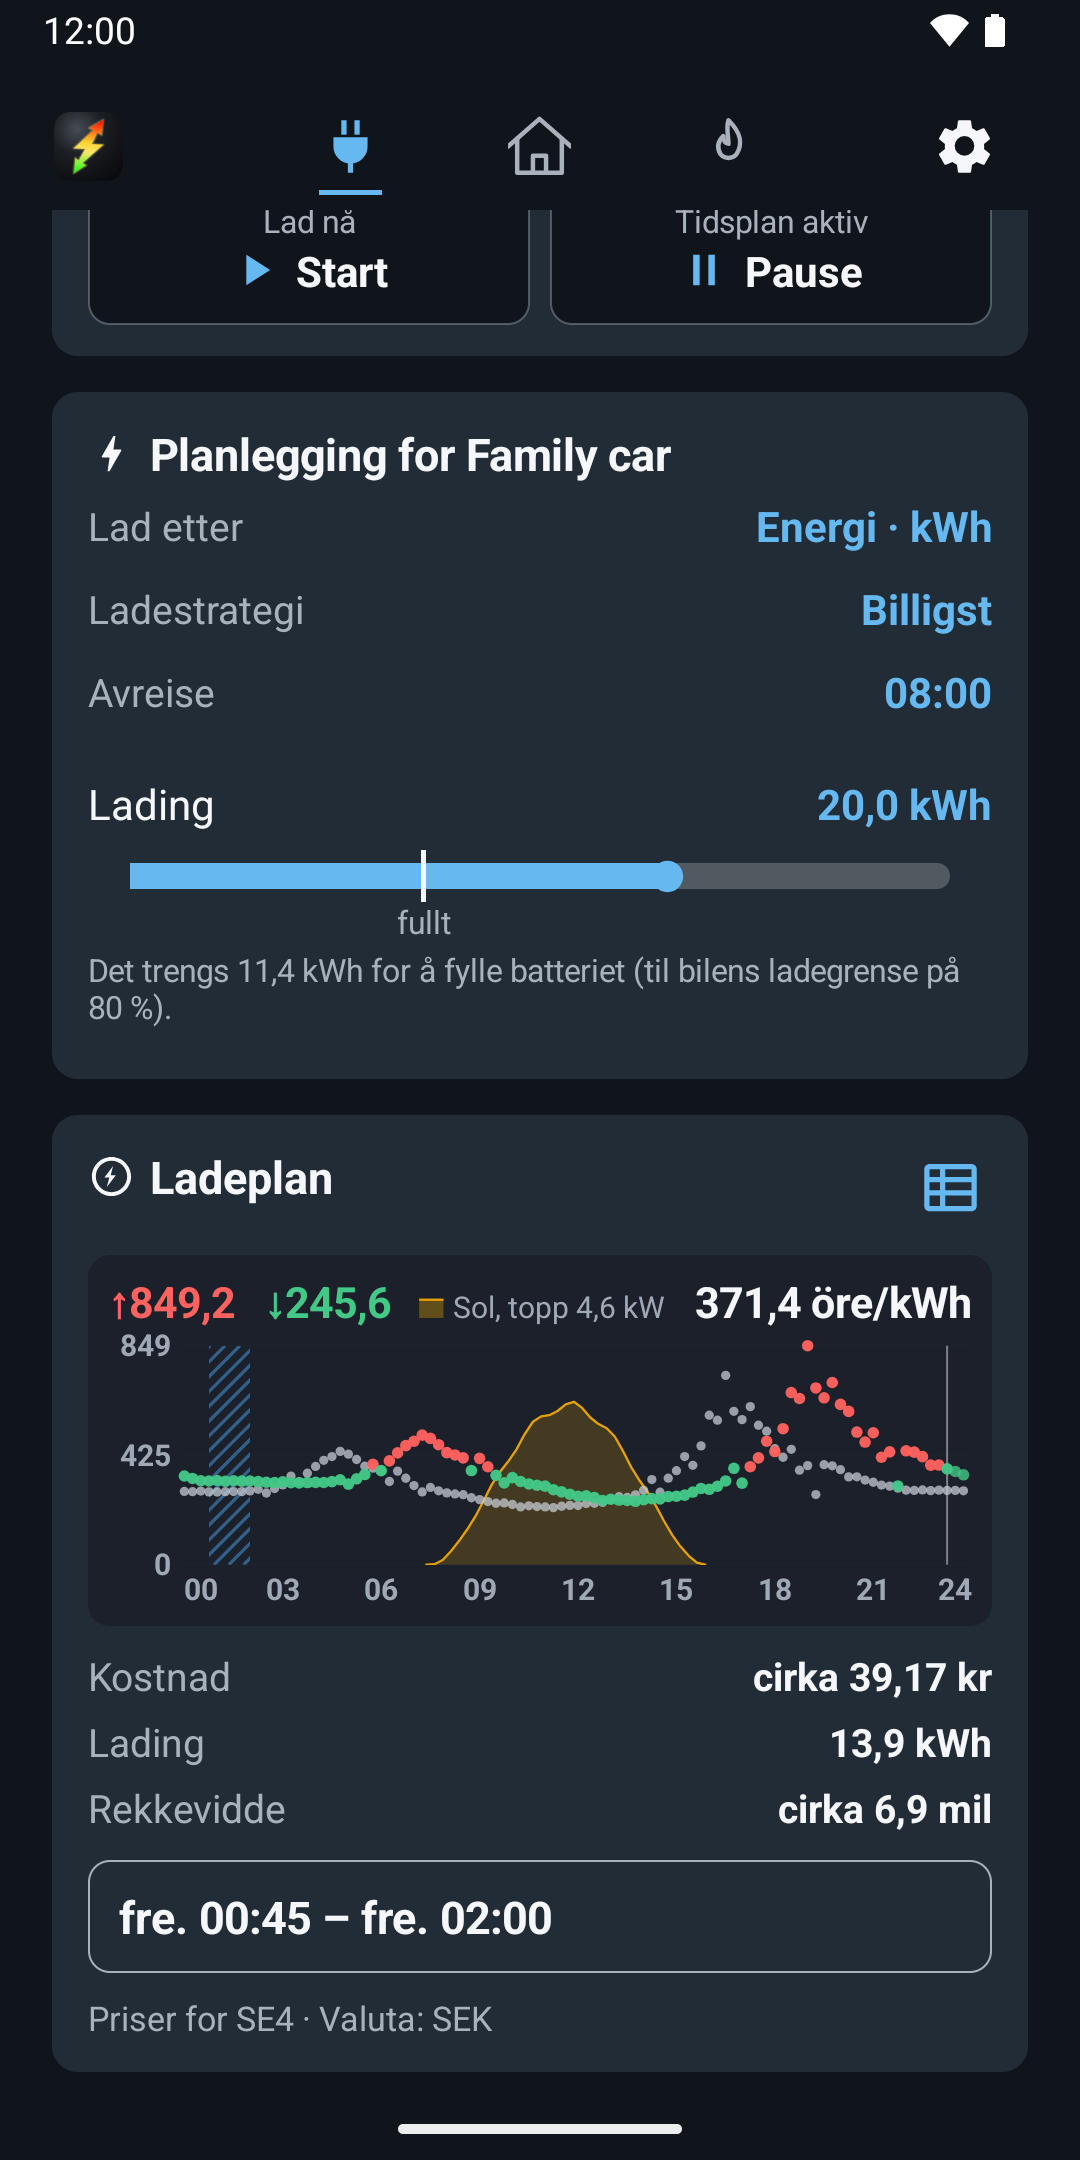 12:00
Lad nå
Start
Tidsplan aktiv
Pause
Planlegging for Family car
Lad etter
Energi · kWh
Ladestrategi
Billigst
Avreise
08:00
Lading
20,0 kWh
fullt
Det trengs 11,4 kWh for å fylle batteriet (til bilens ladegrense på
80 %).
Ladeplan
↑849,2
↓245,6
Sol, topp 4,6 kW
371,4 öre/kWh
849
425
0
00 03 06 09 12 15 18 21 24
Kostnad
cirka 39,17 kr
Lading
13,9 kWh
Rekkevidde
cirka 6,9 mil
fre. 00:45 – fre. 02:00
Priser for SE4 · Valuta: SEK